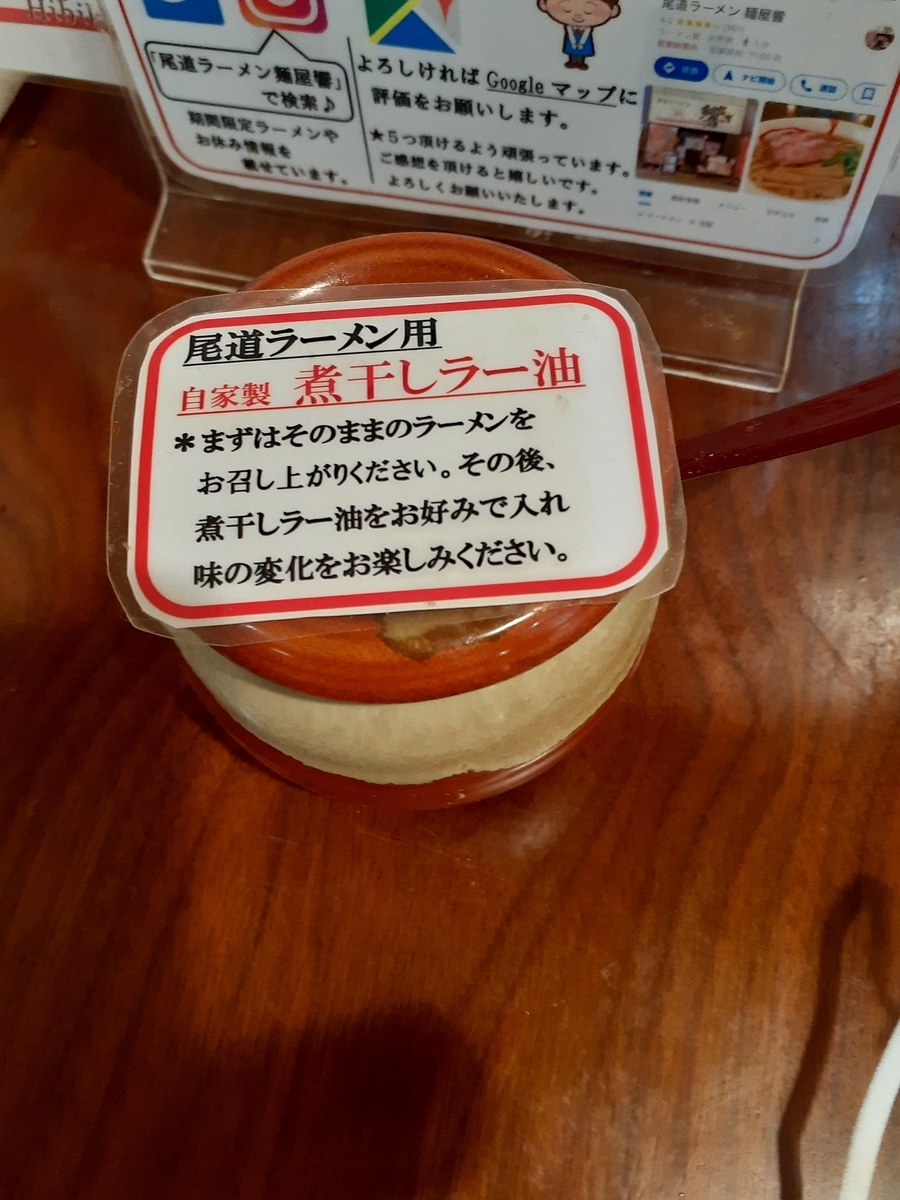 Hibik
「尾道ラーメン麺屋響」
で検索♪
期間限定ラーメンや
お休み情報を
載せています。
よろしければ Google マップに
評価をお願いします。
★５つ頂けるよう頑張っています。
ご感想を頂けると嬉しいです。
よろしくお願いいたします。
尾道ラーメン 麺屋響
ナビ開始
尾道ラーメン用
自家製 煮干しラー油
＊まずはそのままのラーメンを
お召し上がりください。その後、
煮干しラー油をお好みで入れ
味の変化をお楽しみください。